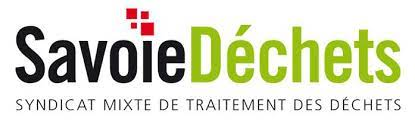 SavoieDéchets
SYNDICAT MIXTE DE TRAITEMENT DES DÉCHETS